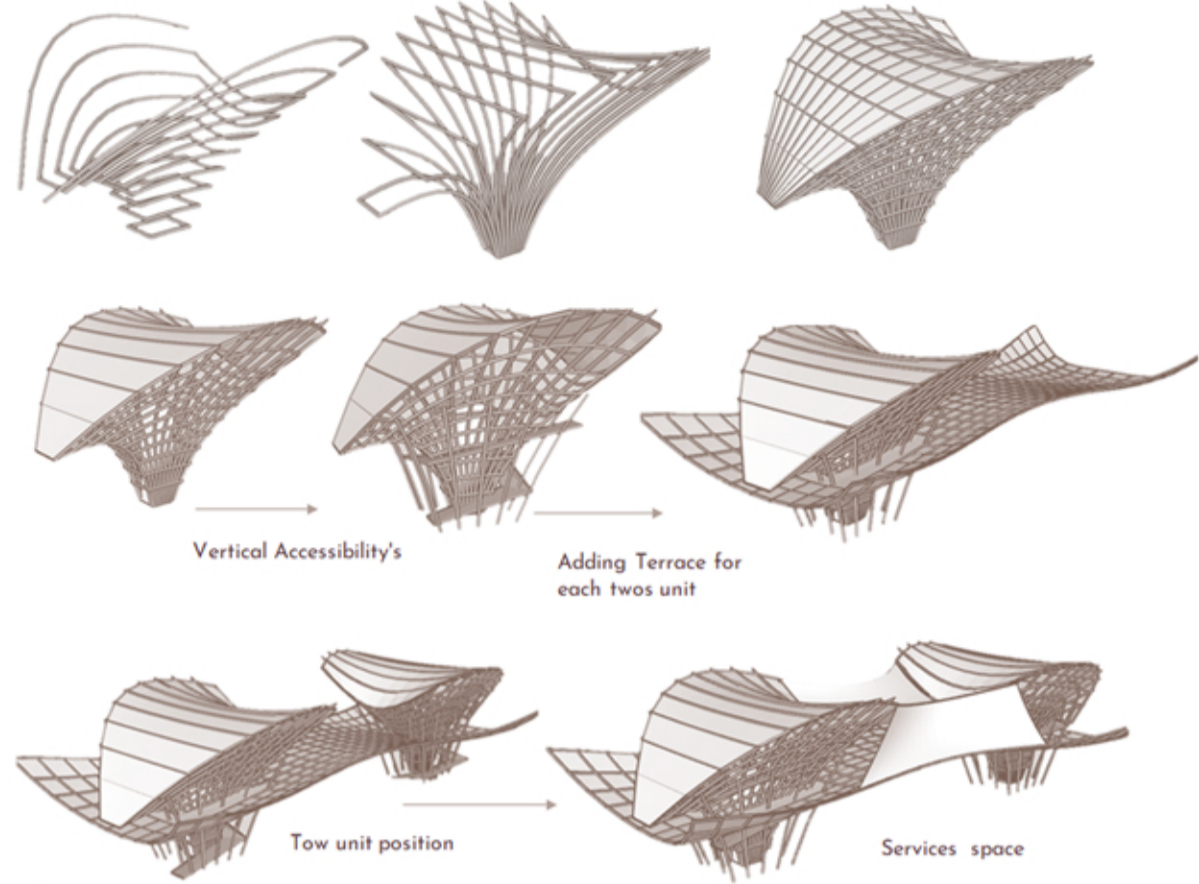 Vertical Accessibility's
Adding Terrace for
each twos unit
Tow unit position
Services space